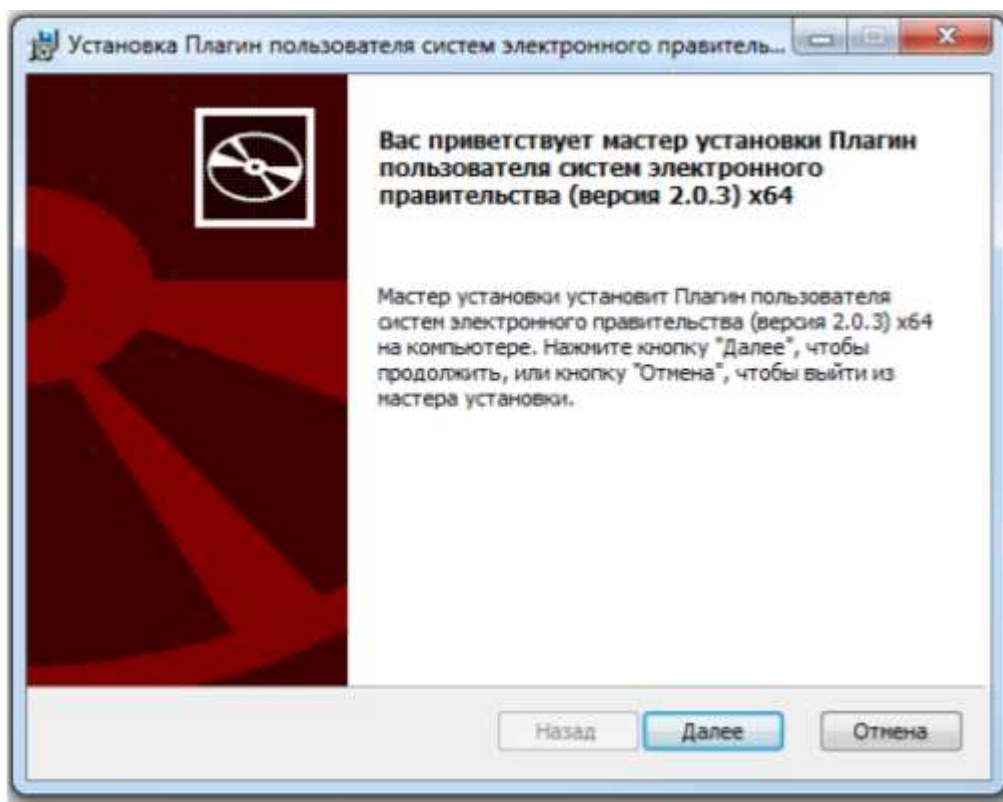 Установка Плагин пользователя систем электронного правитель...
Вас приветствует мастер установки Плагин
пользователя систем электронного
правительства (версия 2.0.3) x64
Мастер установки установит Плагин пользователя
систем электронного правительства (версия 2.0.3) x64
на компьютере. Нажмите кнопку "Далее", чтобы
продолжить, или кнопку "Отмена", чтобы выйти из
мастера установки.
Назад
Далее
Отмена